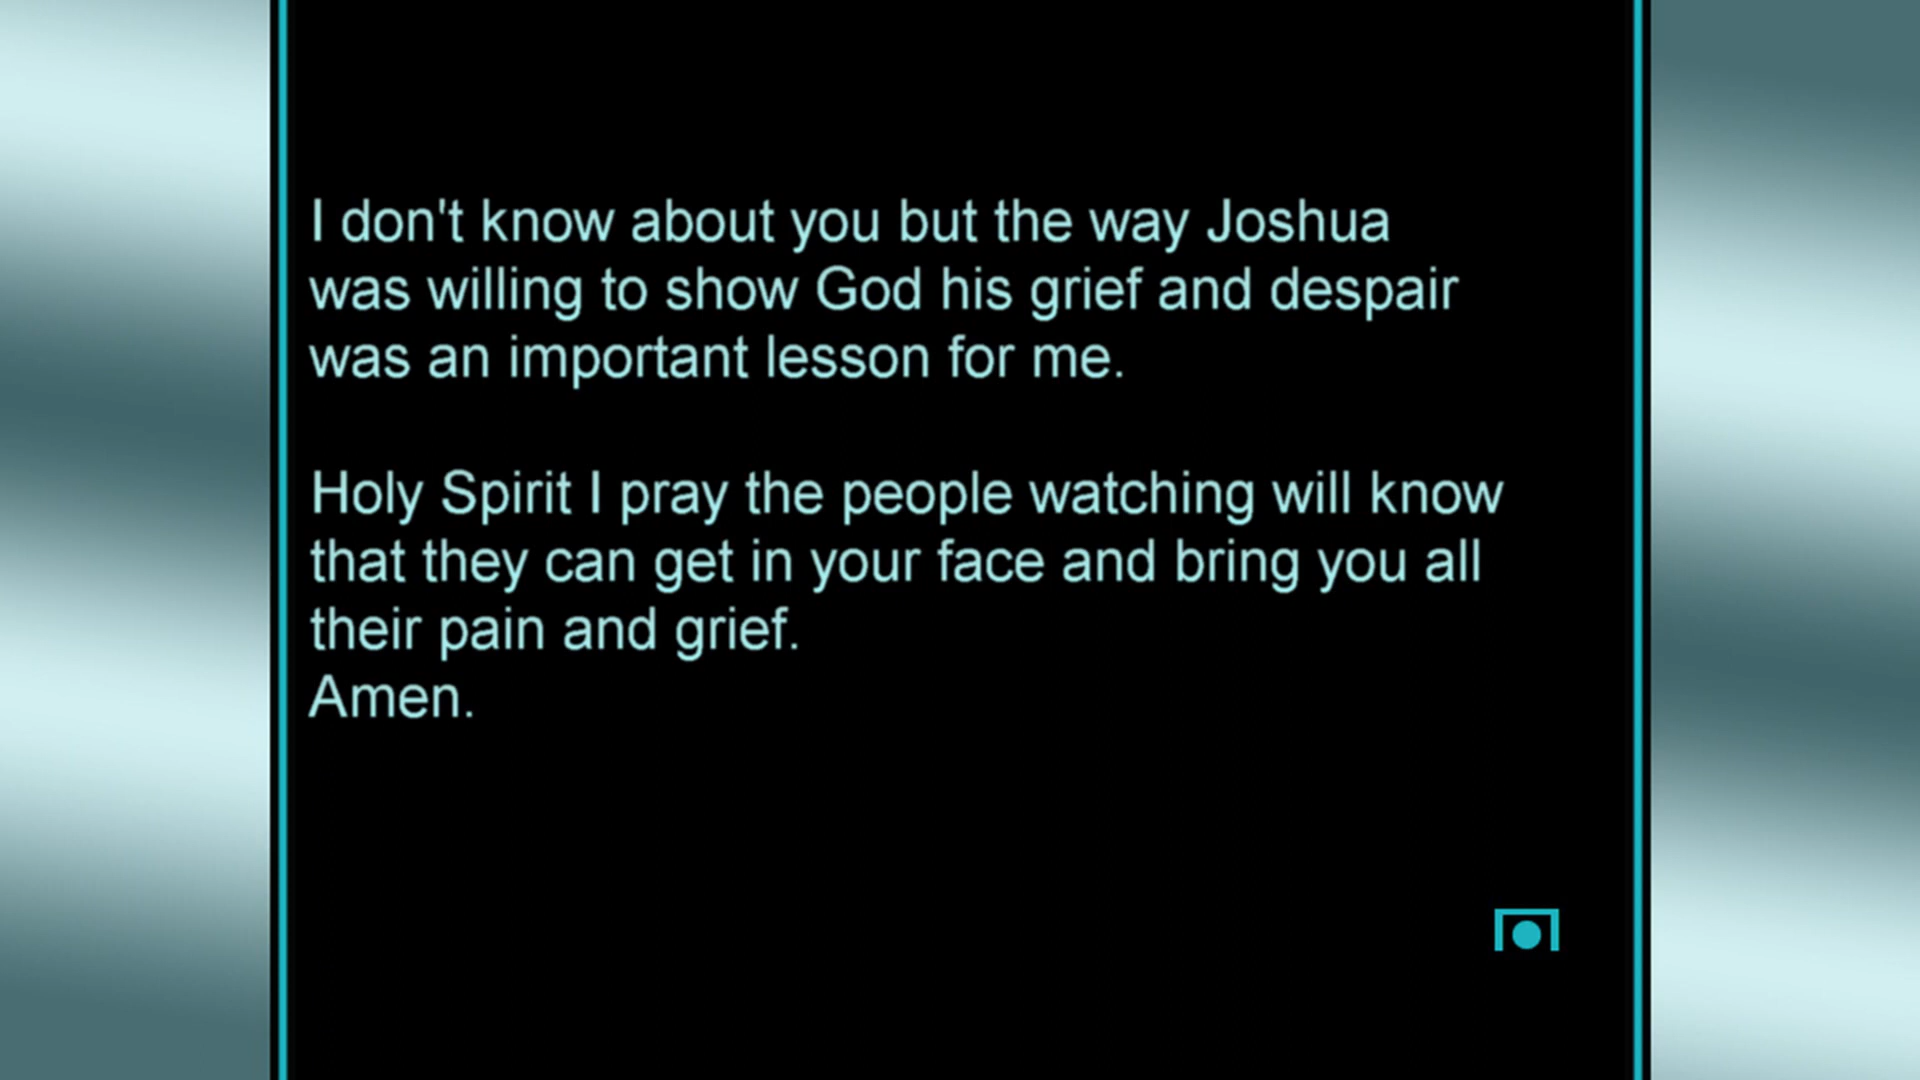 I don't know about you but the way Joshua
was willing to show God his grief and despair
was an important lesson for me.
Holy Spirit I pray the people watching will know
that they can get in your face and bring you all
their pain and grief.
Amen.